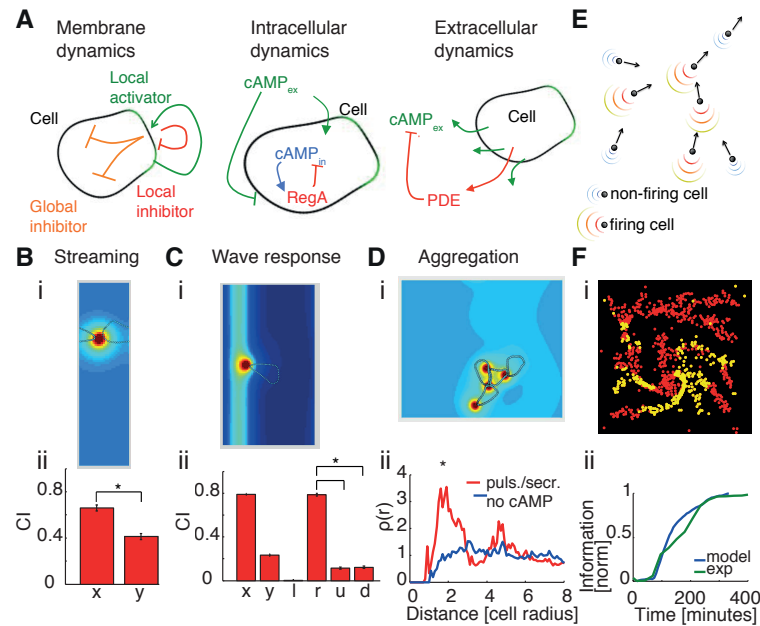 A
Membrane
dynamics
Local
activator
Cell
Global
inhibitor
Local
inhibitor
Intracellular
dynamics
cAMPex
Cell
cAMPin
RegA
Extracellular
dynamics
cAMPex
Cell
PDE
E
non-firing cell
firing cell
B Streaming
i
ii
CI
0.8
0.4
0
*
x y
C Wave response
i
ii
CI
0.8
0.4
0
*
x y l r u d
D Aggregation
i
ii
ρ(r)
4
3
2
1
0
*
puls./secr.
no cAMP
0 2 4 6 8
Distance [cell radius]
F
i
ii
Information
[norm]
1
0.5
0
model
exp
0 200 400
Time [minutes]